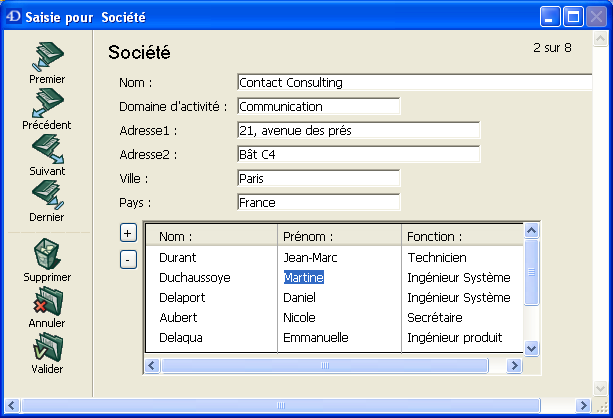 4D Saisie pour Société
Société
2 sur 8
Premier
Précédent
Suivant
Dernier
Supprimer
Annuler
Valider
Nom : Contact Consulting
Domaine d'activité : Communication
Adresse1 : 21, avenue des prés
Adresse2 : Bât C4
Ville : Paris
Pays : France
+
-
Nom : Prénom : Fonction :
Durant Jean-Marc Technicien
Duchaussoye Martine Ingénieur Système
Delaport Daniel Ingénieur Système
Aubert Nicole Secrétaire
Delaqua Emmanuelle Ingénieur produit